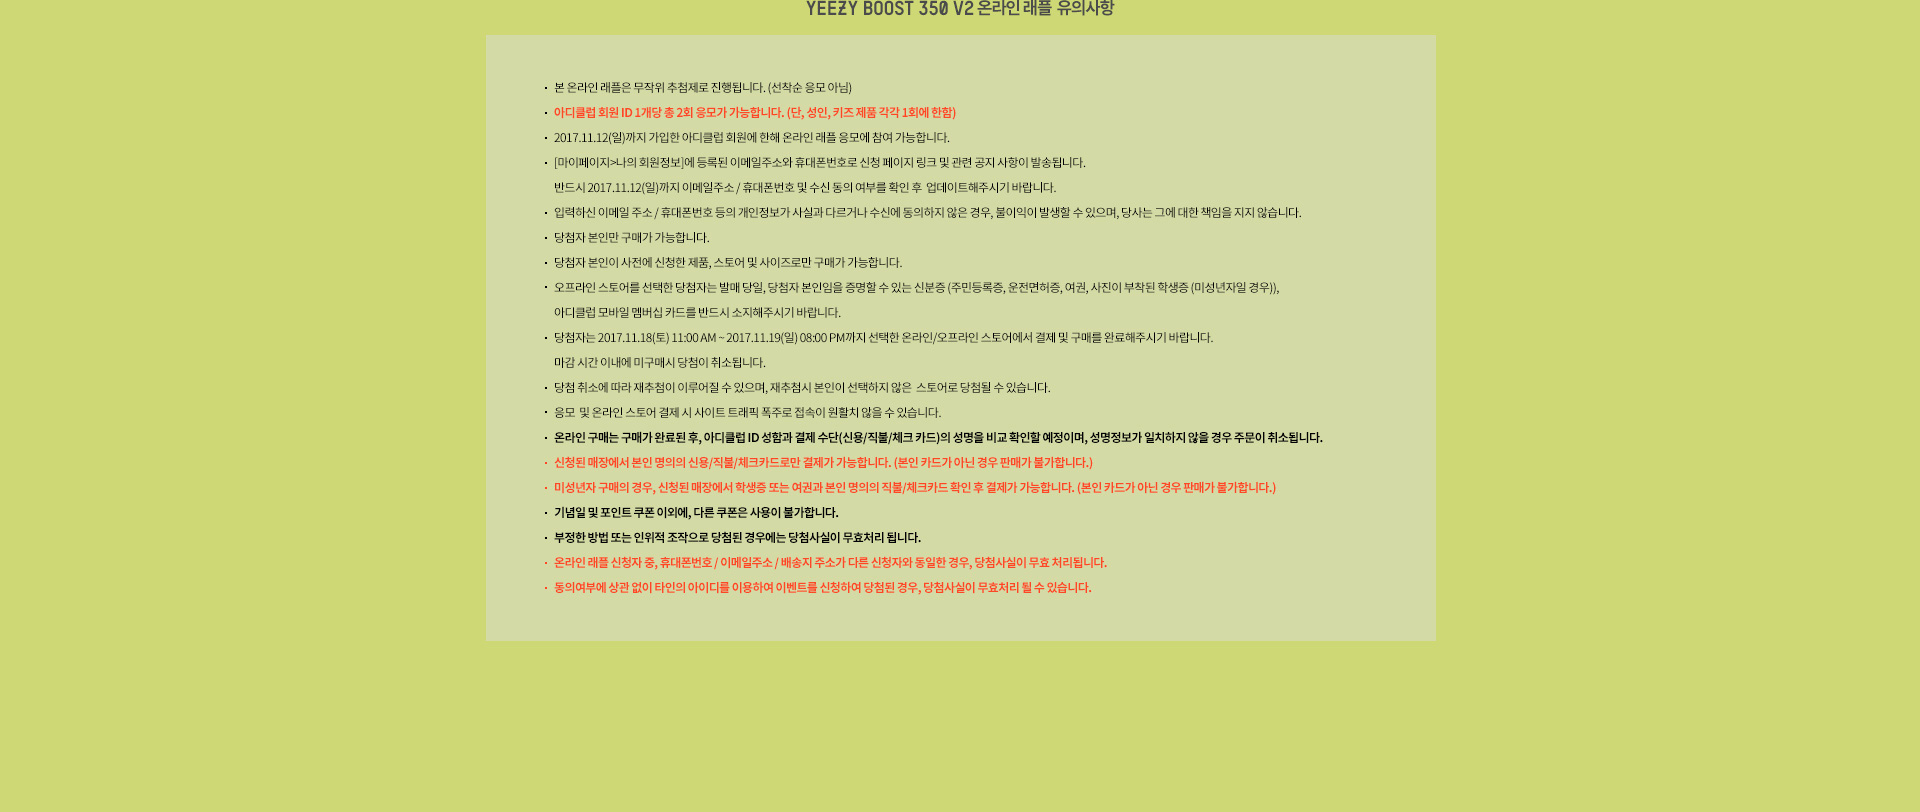 YEEZY BOOST 350 V2 온라인 래플 유의사항
· 본 온라인 래플은 무작위 추첨제로 진행됩니다. (선착순 응모 아님)
· 아디클럽 회원 ID 1개당 총 2회 응모가 가능합니다. (단, 성인, 키즈 제품 각각 1회에 한함)
· 2017.11.12(일)까지 가입한 아디클럽 회원에 한해 온라인 래플 응모에 참여 가능합니다.
· [마이페이지>나의 회원정보]에 등록된 이메일주소와 휴대폰번호로 신청 페이지 링크 및 관련 공지 사항이 발송됩니다.
반드시 2017.11.12(일)까지 이메일주소 / 휴대폰번호 및 수신 동의 여부를 확인 후 업데이트해주시기 바랍니다.
· 입력하신 이메일 주소 / 휴대폰번호 등의 개인정보가 사실과 다르거나 수신에 동의하지 않은 경우, 불이익이 발생할 수 있으며, 당사는 그에 대한 책임을 지지 않습니다.
· 당첨자 본인만 구매가 가능합니다.
· 당첨자 본인이 사전에 신청한 제품, 스토어 및 사이즈로만 구매가 가능합니다.
· 오프라인 스토어를 선택한 당첨자는 발매 당일, 당첨자 본인임을 증명할 수 있는 신분증 (주민등록증, 운전면허증, 여권, 사진이 부착된 학생증 (미성년자일 경우)),
아디클럽 모바일 멤버십 카드를 반드시 소지해주시기 바랍니다.
· 당첨자는 2017.11.18(토) 11:00 AM ~ 2017.11.19(일) 08:00 PM까지 선택한 온라인/오프라인 스토어에서 결제 및 구매를 완료해주시기 바랍니다.
마감 시간 이내에 미구매시 당첨이 취소됩니다.
· 당첨 취소에 따라 재추첨이 이루어질 수 있으며, 재추첨시 본인이 선택하지 않은 스토어로 당첨될 수 있습니다.
· 응모 및 온라인 스토어 결제 시 사이트 트래픽 폭주로 접속이 원활치 않을 수 있습니다.
· 온라인 구매는 구매가 완료된 후, 아디클럽 ID 성함과 결제 수단(신용/직불/체크 카드)의 성명을 비교 확인할 예정이며, 성명정보가 일치하지 않을 경우 주문이 취소됩니다.
· 신청된 매장에서 본인 명의의 신용/직불/체크카드로만 결제가 가능합니다. (본인 카드가 아닌 경우 판매가 불가합니다.)
· 미성년자 구매의 경우, 신청된 매장에서 학생증 또는 여권과 본인 명의의 직불/체크카드 확인 후 결제가 가능합니다. (본인 카드가 아닌 경우 판매가 불가합니다.)
· 기념일 및 포인트 쿠폰 이외에, 다른 쿠폰은 사용이 불가합니다.
· 부정한 방법 또는 인위적 조작으로 당첨된 경우에는 당첨사실이 무효처리 됩니다.
· 온라인 래플 신청자 중, 휴대폰번호 / 이메일주소 / 배송지 주소가 다른 신청자와 동일한 경우, 당첨사실이 무효 처리됩니다.
· 동의여부에 상관 없이 타인의 아이디를 이용하여 이벤트를 신청하여 당첨된 경우, 당첨사실이 무효처리 될 수 있습니다.